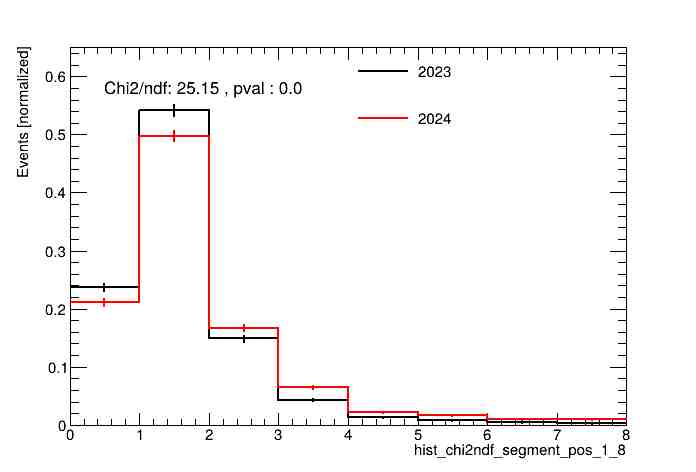 Events [normalized]
Chi2/ndf: 25.15 , pval : 0.0
2023
2024
0.6
0.5
0.4
0.3
0.2
0.1
0
0 1 2 3 4 5 6 7 8
hist_chi2ndf_segment_pos_1_8